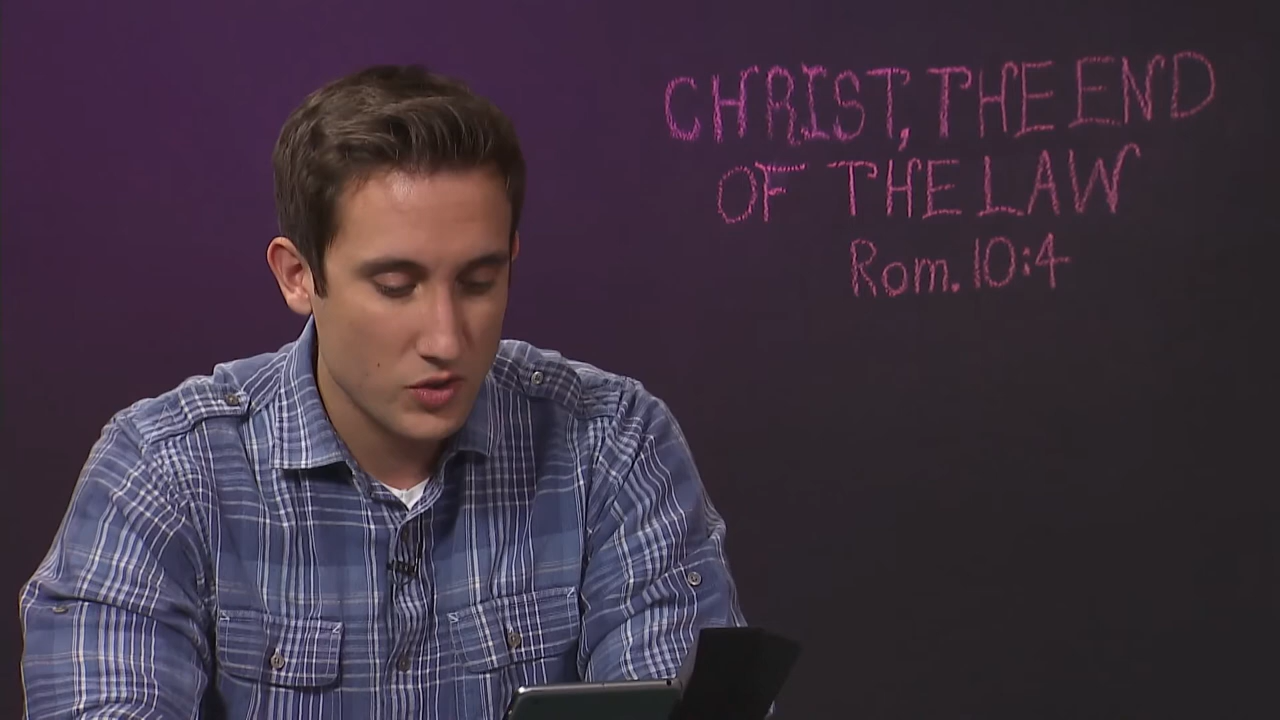 CHRIST, THE END
OF THE LAW
Rom. 10:4